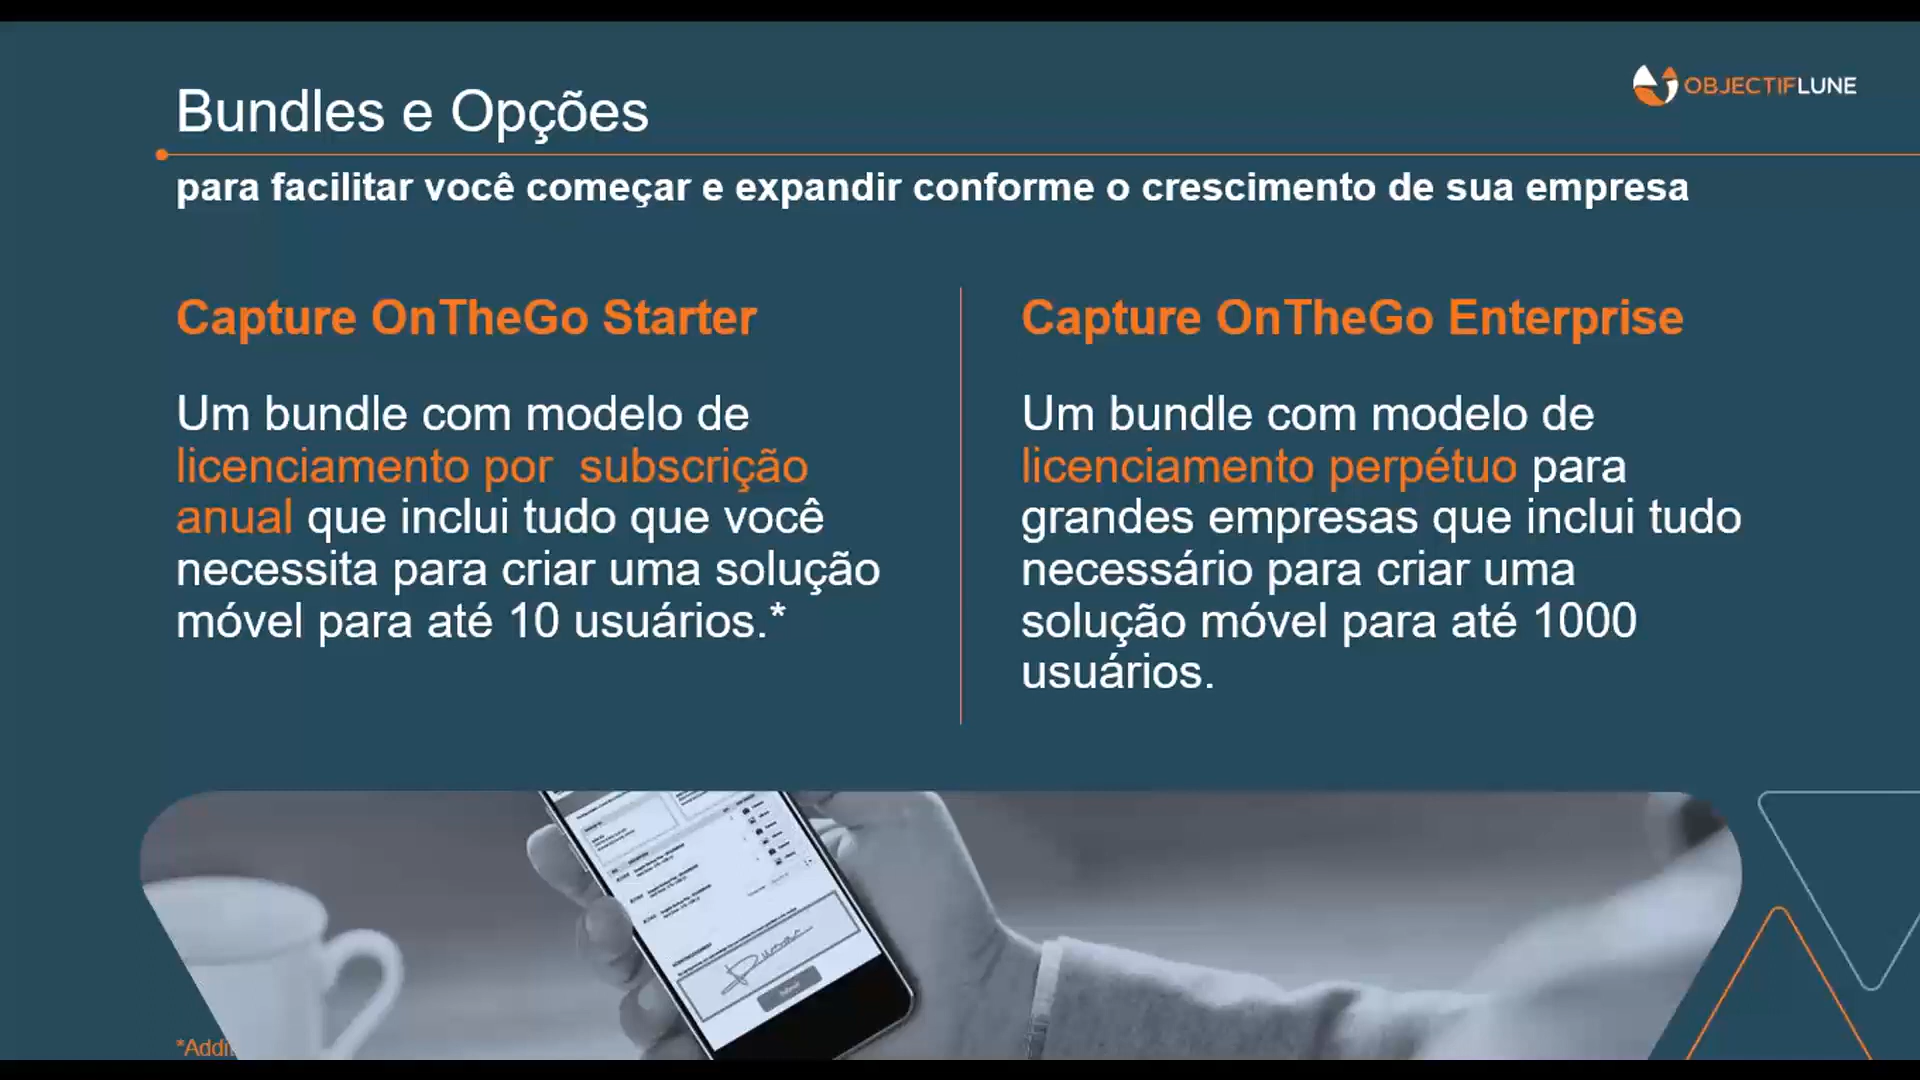 Bundles e Opções
OBJECTIFLUNE
para facilitar você começar e expandir conforme o crescimento de sua empresa
Capture OnTheGo Starter
Um bundle com modelo de
licenciamento por subscrição
anual que inclui tudo que você
necessita para criar uma solução
móvel para até 10 usuários.*
Capture OnTheGo Enterprise
Um bundle com modelo de
licenciamento perpétuo para
grandes empresas que inclui tudo
necessário para criar uma
solução móvel para até 1000
usuários.